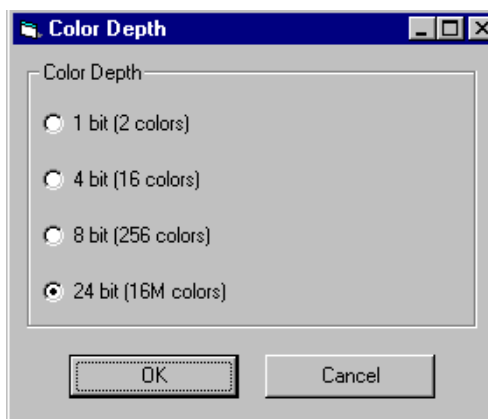 Color Depth
Color Depth
1 bit (2 colors)
4 bit (16 colors)
8 bit (256 colors)
24 bit (16M colors)
OK
Cancel